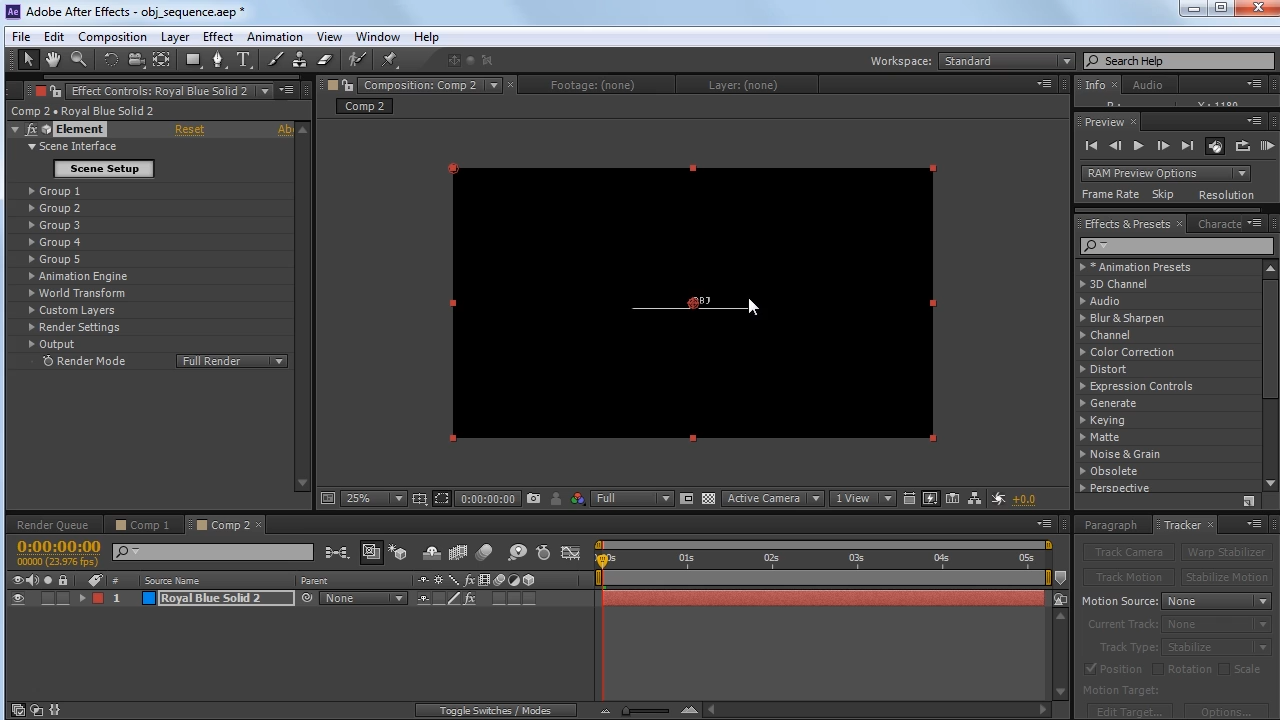 Ae Adobe After Effects - obj_sequence.aep *
File Edit Composition Layer Effect Animation View Window Help
Workspace: Standard Search Help
Effect Controls: Royal Blue Solid 2 Composition: Comp 2 Footage: (none) Layer: (none) Info Audio
Comp 2 • Royal Blue Solid 2 Comp 2
fx Element Reset Ab
Scene Interface
Scene Setup
Group 1
Group 2
Group 3
Group 4
Group 5
Animation Engine
World Transform
Custom Layers
Render Settings
Output
Render Mode Full Render
25% 0:00:00:00 Full Active Camera 1 View +0.0
Preview
RAM Preview Options
Frame Rate Skip Resolution
Effects & Presets Characte
* Animation Presets
3D Channel
Audio
Blur & Sharpen
Channel
Color Correction
Distort
Expression Controls
Generate
Keying
Matte
Noise & Grain
Obsolete
Perspective
Render Queue Comp 1 Comp 2
0:00:00:00
00000 (23.976 fps)
01s 02s 03s 04s 05s
# Source Name Parent fx
1 Royal Blue Solid 2 None fx
Toggle Switches / Modes
Paragraph Tracker
Track Camera Warp Stabilizer
Track Motion Stabilize Motion
Motion Source: None
Current Track: None
Track Type: Stabilize
Position Rotation Scale
Motion Target:
Edit Target... Options...